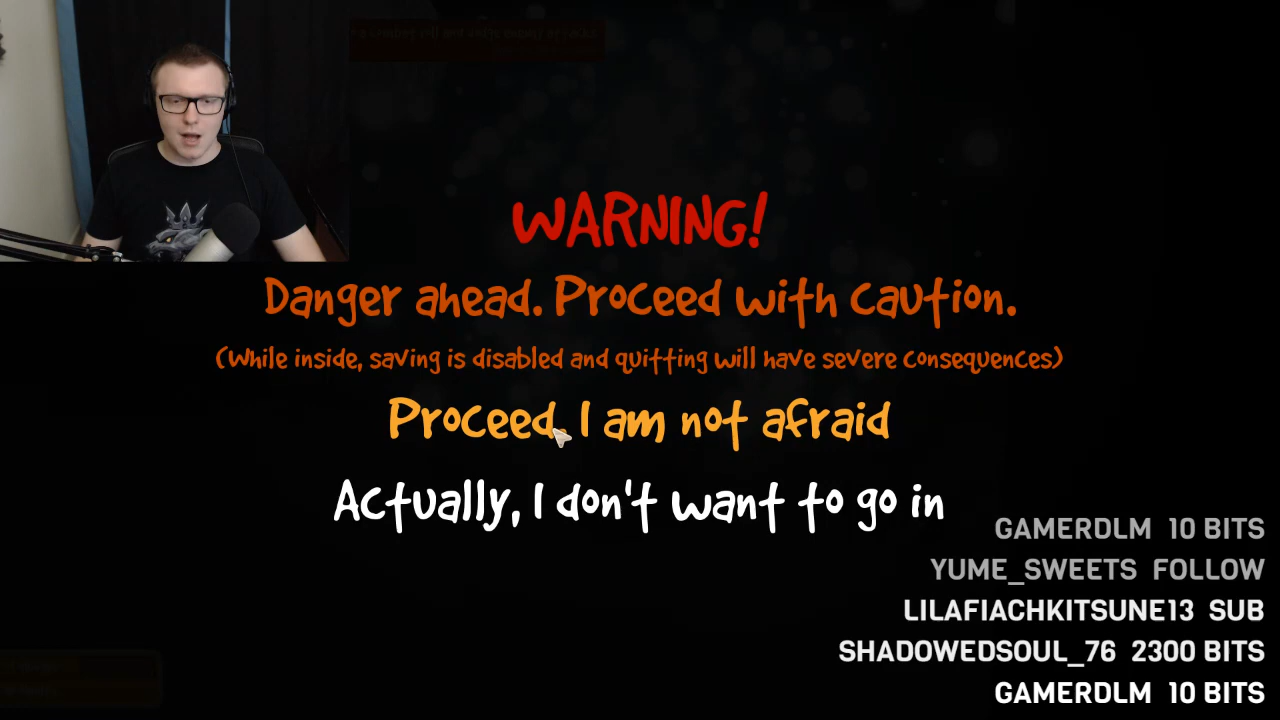 WARNING!
Danger ahead. Proceed with caution.
(While inside, saving is disabled and quitting will have severe consequences)
Proceed, I am not afraid
Actually, I don't want to go in
GAMERDLM 10 BITS
YUME_SWEETS FOLLOW
LILAFIACHKITSUNE13 SUB
SHADOWEDSOUL_76 2300 BITS
GAMERDLM 10 BITS